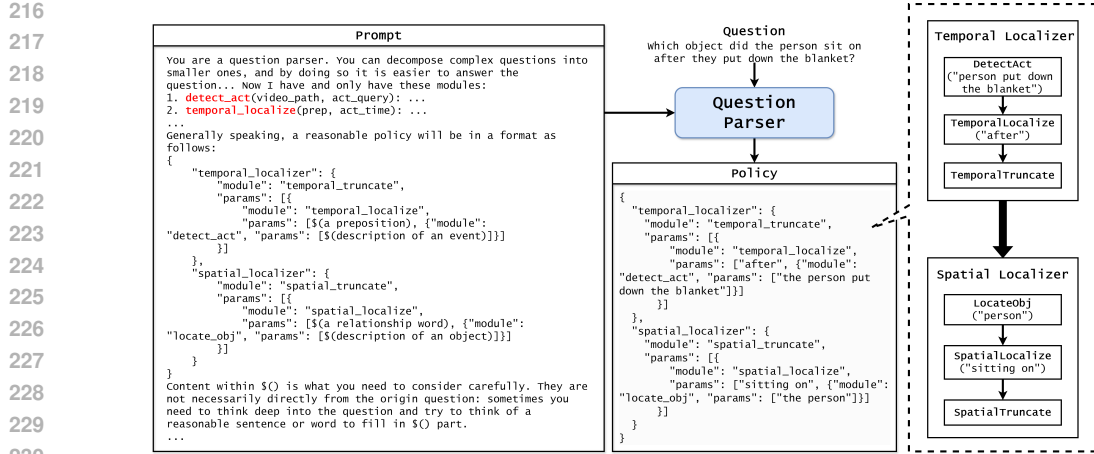 216
217
218
219
220
221
222
223
224
225
226
227
228
229
Prompt
You are a question parser. You can decompose complex questions into
smaller ones, and by doing so it is easier to answer the
question... Now I have and only have these modules:
1. detect_act(video_path, act_query): ...
2. temporal_localize(prep, act_time): ...
...
Generally speaking, a reasonable policy will be in a format as
follows:
{
"temporal_localizer": {
"module": "temporal_truncate",
"params": [{
"module": "temporal_localize",
"params": [$(a preposition), {"module":
"detect_act", "params": [$(description of an event)]}]
}]
},
"spatial_localizer": {
"module": "spatial_truncate",
"params": [{
"module": "spatial_localize",
"params": [$(a relationship word), {"module":
"locate_obj", "params": [$(description of an object)]}]
}]
}
}
Content within $() is what you need to consider carefully. They are
not necessarily directly from the origin question: sometimes you
need to think deep into the question and try to think of a
reasonable sentence or word to fill in $() part.
...
Question
Which object did the person sit on
after they put down the blanket?
Question
Parser
Policy
{
"temporal_localizer": {
"module": "temporal_truncate",
"params": [{
"module": "temporal_localize",
"params": ["after", {"module":
"detect_act", "params": ["the person put
down the blanket"]}]
}]
},
"spatial_localizer": {
"module": "spatial_truncate",
"params": [{
"module": "spatial_localize",
"params": ["sitting on", {"module":
"locate_obj", "params": ["the person"]}]
}]
}
}
Temporal Localizer
DetectAct
("person put down
the blanket")
TemporalLocalize
("after")
TemporalTruncate
Spatial Localizer
LocateObj
("person")
SpatialLocalize
("sitting on")
SpatialTruncate